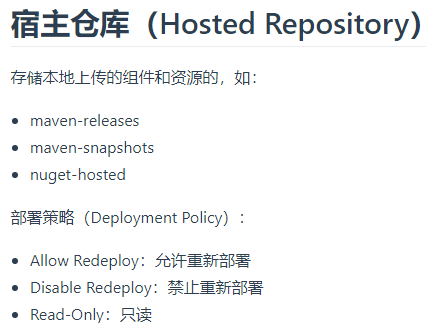 宿主仓库（Hosted Repository）
存储本地上传的组件和资源的，如：
maven-releases
maven-snapshots
nuget-hosted
部署策略（Deployment Policy）：
Allow Redeploy：允许重新部署
Disable Redeploy：禁止重新部署
Read-Only：只读